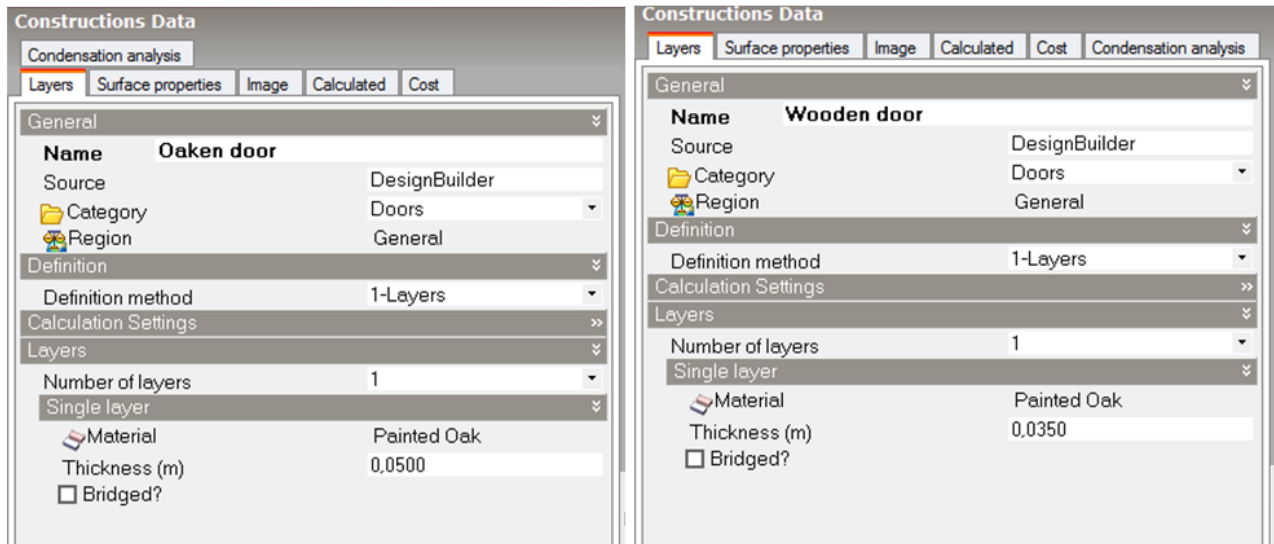 Constructions Data
Condensation analysis
Layers Surface properties Image Calculated Cost
General
Name Oaken door
Source DesignBuilder
Category Doors
Region General
Definition
Definition method 1-Layers
Calculation Settings
Layers
Number of layers 1
Single layer
Material Painted Oak
Thickness (m) 0,0500
Bridged?
Constructions Data
Layers Surface properties Image Calculated Cost Condensation analysis
General
Name Wooden door
Source DesignBuilder
Category Doors
Region General
Definition
Definition method 1-Layers
Calculation Settings
Layers
Number of layers 1
Single layer
Material Painted Oak
Thickness (m) 0,0350
Bridged?